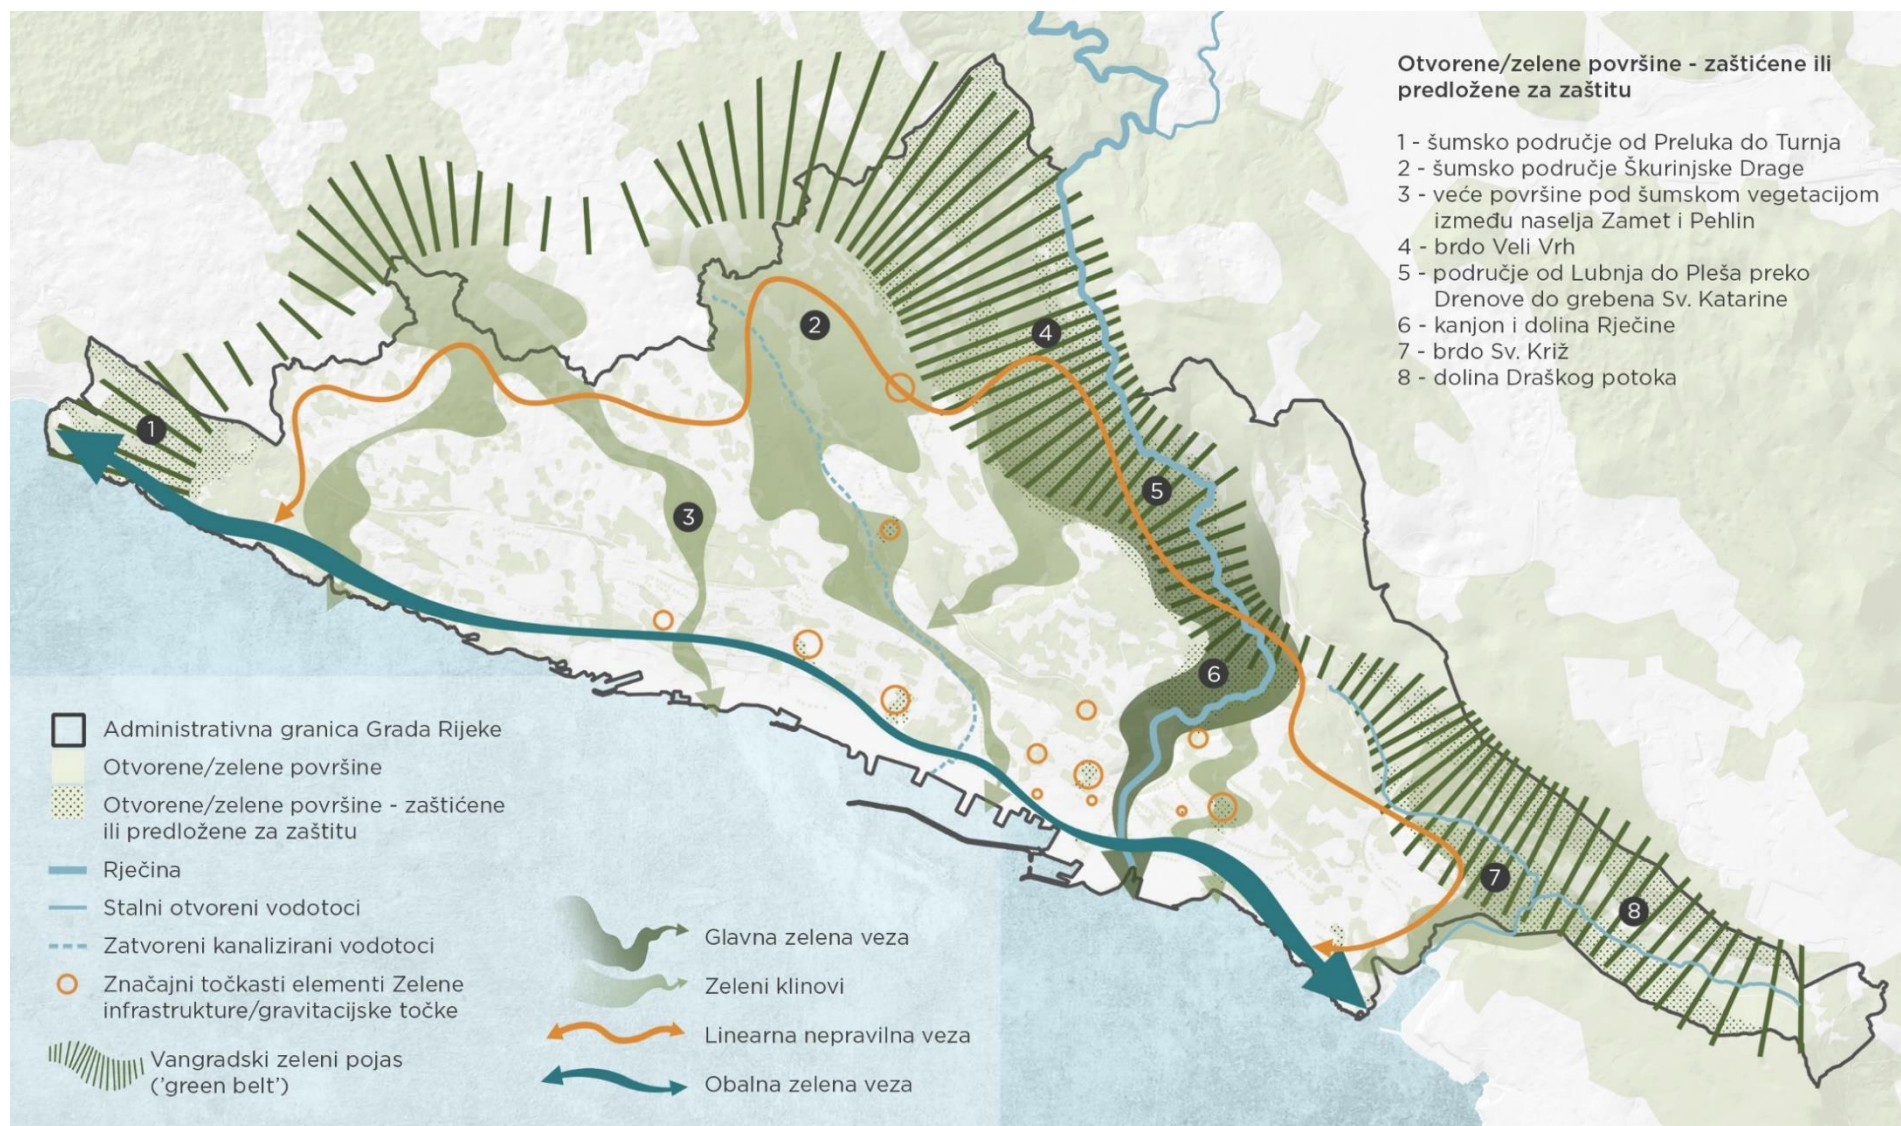 Otvorene/zelene površine - zaštićene ili
predložene za zaštitu
1 - šumsko područje od Preluka do Turnja
2 - šumsko područje Škurinjske Drage
3 - veće površine pod šumskom vegetacijom
između naselja Zamet i Pehlin
4 - brdo Veli Vrh
5 - područje od Lubnja do Pleša preko
Drenove do grebena Sv. Katarine
6 - kanjon i dolina Rječine
7 - brdo Sv. Križ
8 - dolina Draškog potoka
1
2
3
4
5
6
7
8
Administrativna granica Grada Rijeke
Otvorene/zelene površine
Otvorene/zelene površine - zaštićene
ili predložene za zaštitu
Rječina
Stalni otvoreni vodotoci
Zatvoreni kanalizirani vodotoci
Značajni točkasti elementi Zelene
infrastrukture/gravitacijske točke
Vangradski zeleni pojas
('green belt')
Glavna zelena veza
Zeleni klinovi
Linearna nepravilna veza
Obalna zelena veza